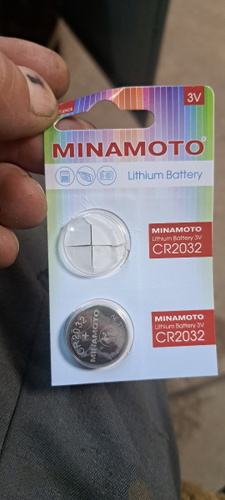 3V
MINAMOTO
Lithium Battery
MINAMOTO
Lithium Battery 3V
CR2032
MINAMOTO
Lithium Battery 3V
CR2032
CR2032
+ +
MINAMOTO